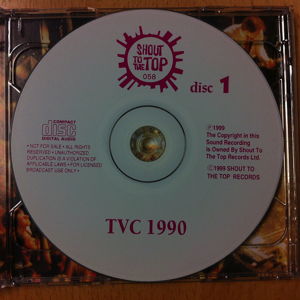 SHOUT
TO
THE TOP
058
disc 1
COMPACT
disc
DIGITAL AUDIO
• NOT FOR SALE • ALL RIGHTS
RESERVED • UNAUTHORIZED
DUPLICATION IS A VIOLATION OF
APPLICABLE LAWS • FOR LICENSED
BROADCAST USE ONLY •
Ⓟ1999
The Copyright in this
Sound Recording
is Owned By Shout To
The Top Records Ltd.
©1999 SHOUT TO
THE TOP RECORDS
TVC 1990